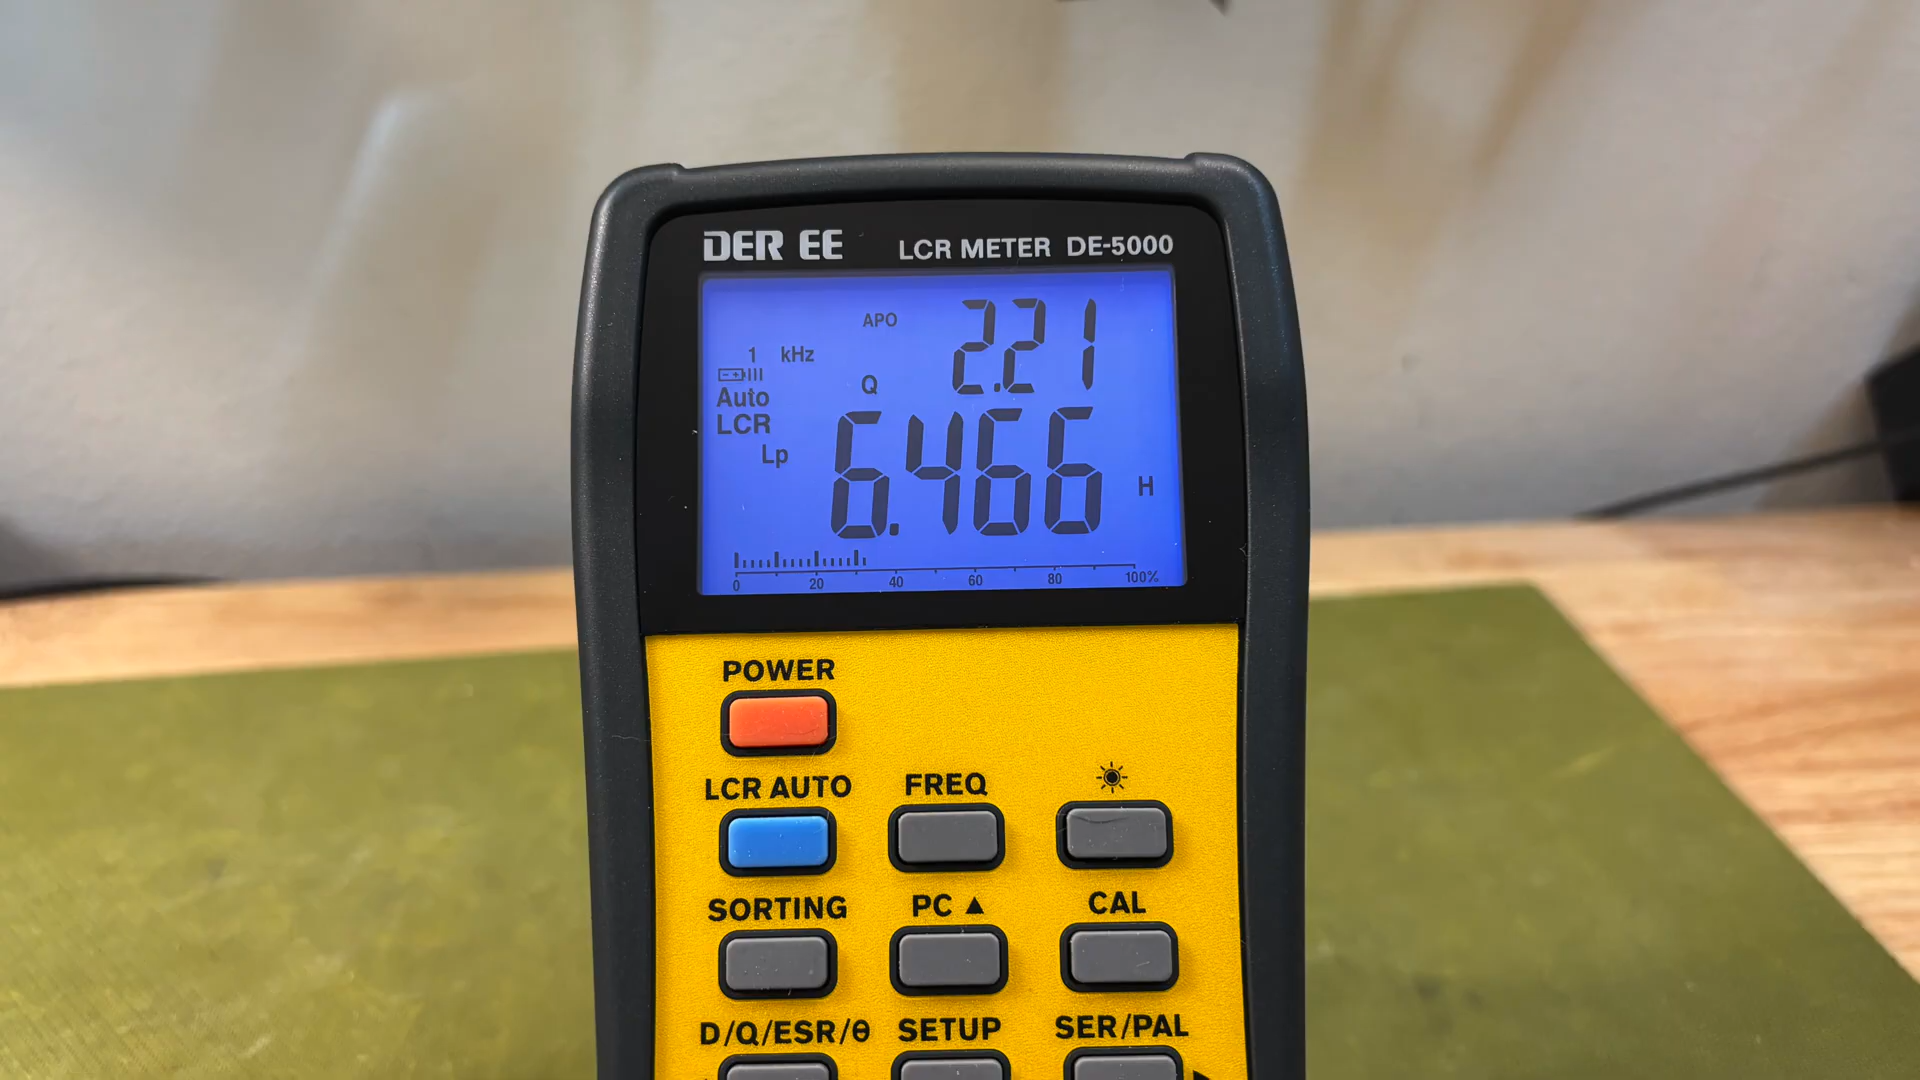 DER EE LCR METER DE-5000
APO 2.21
1 kHz
Q
Auto
LCR
Lp 6.466 H
0 20 40 60 80 100%
POWER
LCR AUTO FREQ
SORTING PC ▲ CAL
D/Q/ESR/θ SETUP SER/PAL